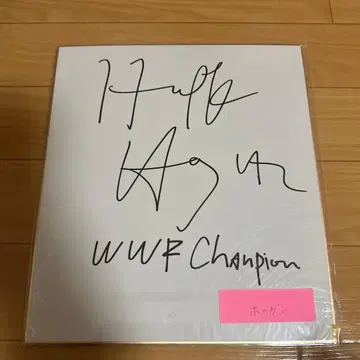 Hulk
Hogan
WWF Champion
ホーガン